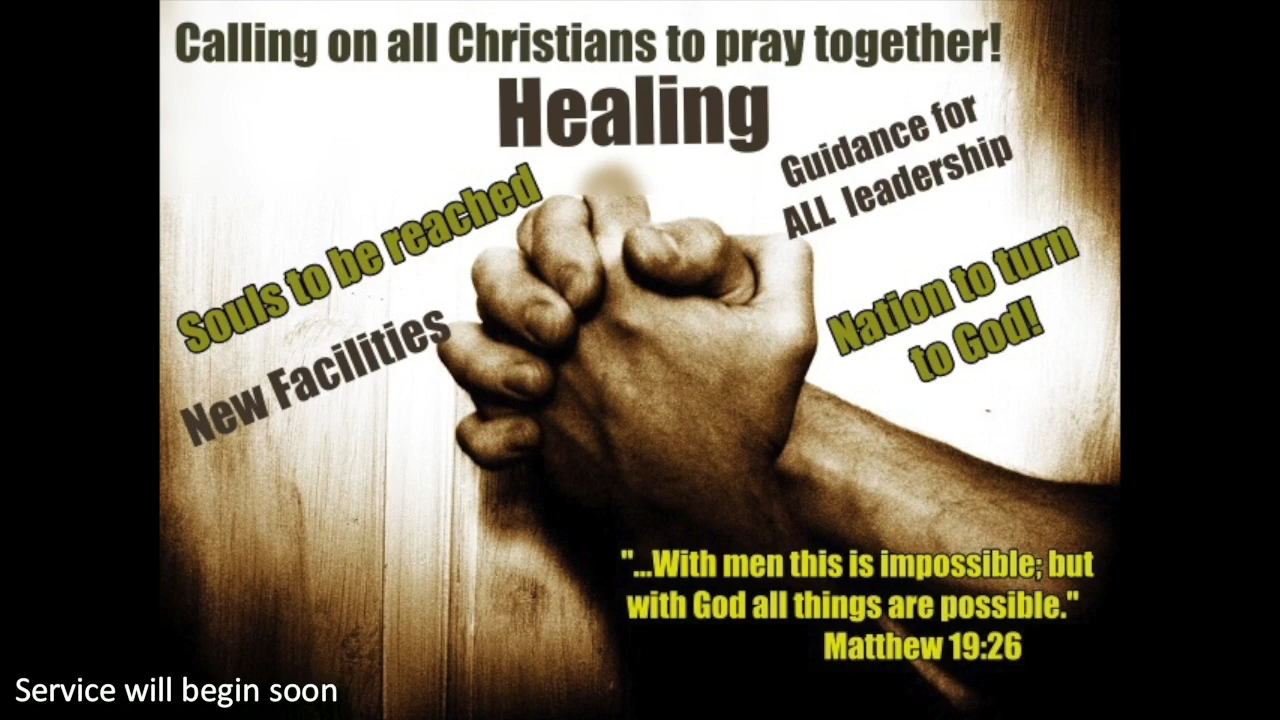 Calling on all Christians to pray together!
Healing
Guidance for
ALL leadership
Souls to be reached
New Facilities
Nation to turn
to God!
"...With men this is impossible; but
with God all things are possible."
Matthew 19:26
Service will begin soon